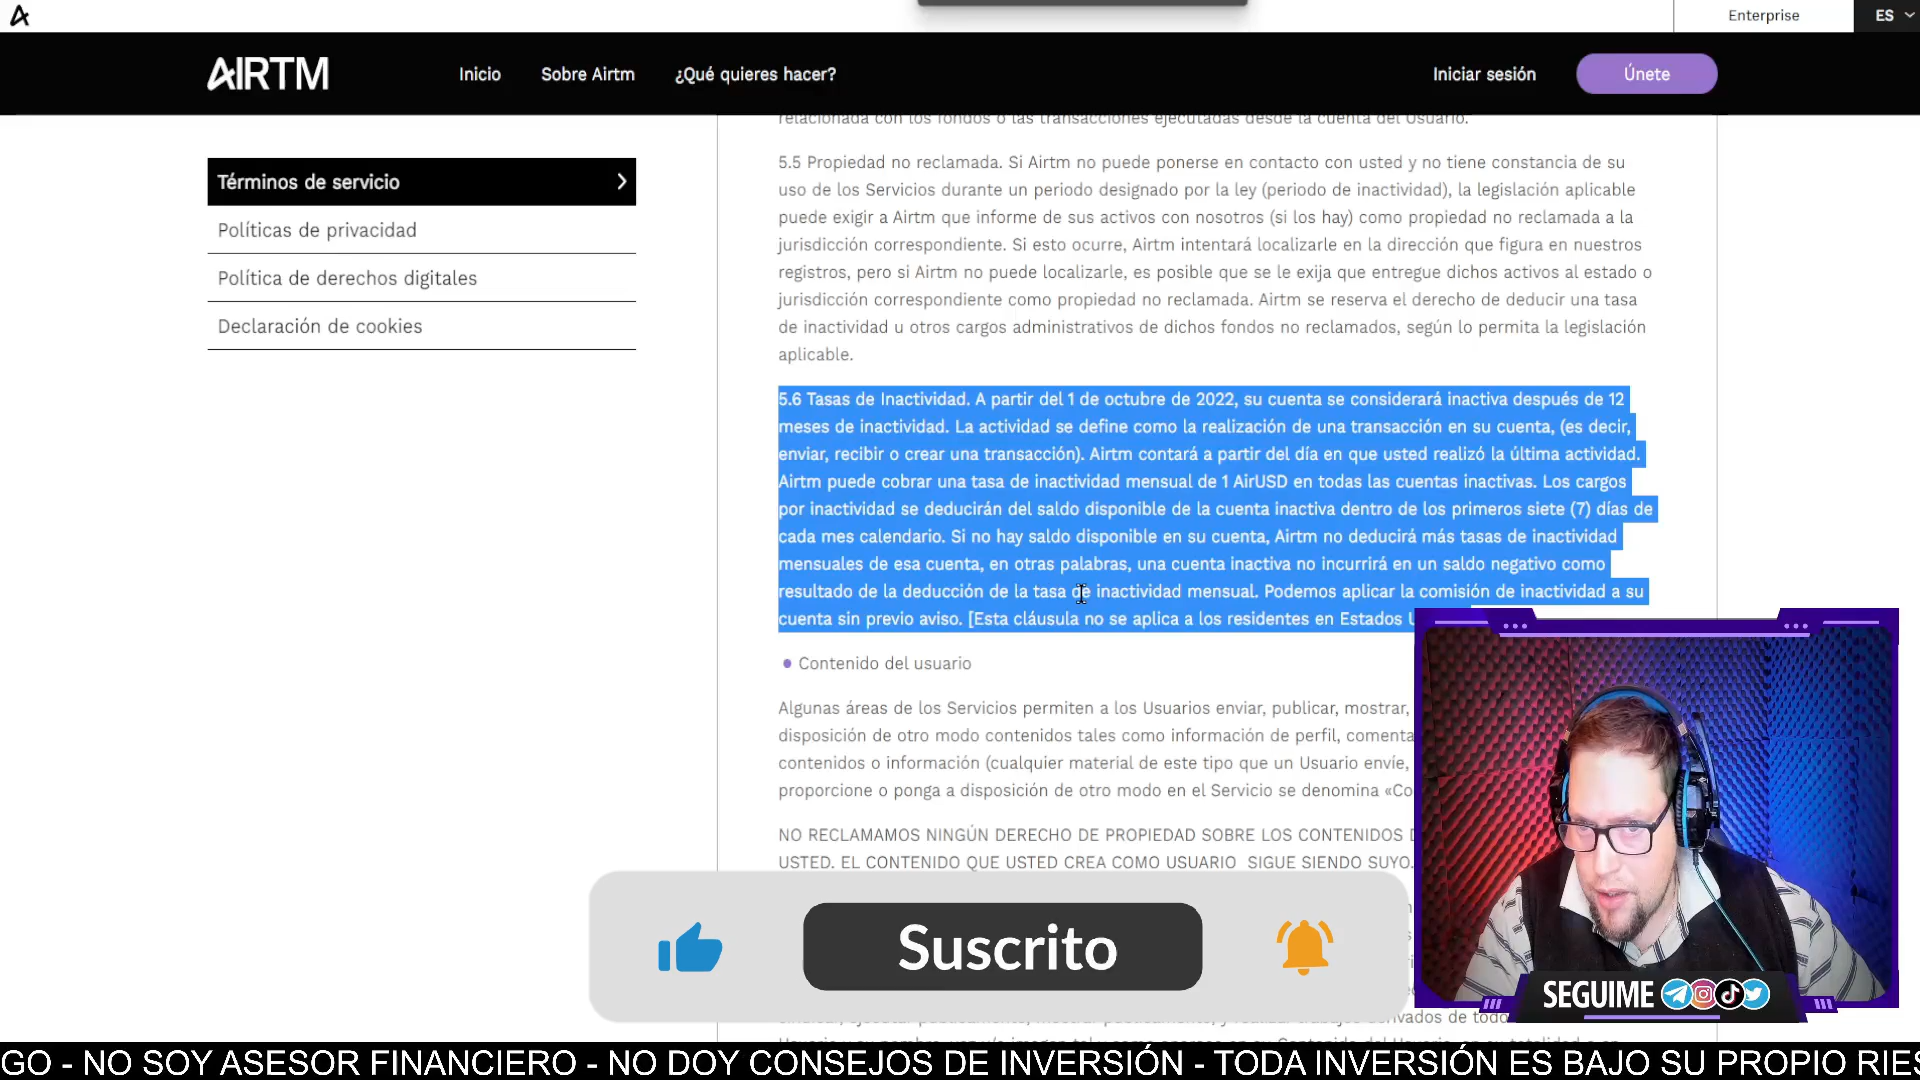 Enterprise
ES
AIRTM
Inicio
Sobre Airtm
¿Qué quieres hacer?
Iniciar sesión
Únete
Términos de servicio
Políticas de privacidad
Política de derechos digitales
Declaración de cookies
relacionada con los fondos o las transacciones ejecutadas desde la cuenta del Usuario.
5.5 Propiedad no reclamada. Si Airtm no puede ponerse en contacto con usted y no tiene constancia de su
uso de los Servicios durante un periodo designado por la ley (periodo de inactividad), la legislación aplicable
puede exigir a Airtm que informe de sus activos con nosotros (si los hay) como propiedad no reclamada a la
jurisdicción correspondiente. Si esto ocurre, Airtm intentará localizarle en la dirección que figura en nuestros
registros, pero si Airtm no puede localizarle, es posible que se le exija que entregue dichos activos al estado o
jurisdicción correspondiente como propiedad no reclamada. Airtm se reserva el derecho de deducir una tasa
de inactividad u otros cargos administrativos de dichos fondos no reclamados, según lo permita la legislación
aplicable.
5.6 Tasas de Inactividad. A partir del 1 de octubre de 2022, su cuenta se considerará inactiva después de 12
meses de inactividad. La actividad se define como la realización de una transacción en su cuenta, (es decir,
enviar, recibir o crear una transacción). Airtm contará a partir del día en que usted realizó la última actividad.
Airtm puede cobrar una tasa de inactividad mensual de 1 AirUSD en todas las cuentas inactivas. Los cargos
por inactividad se deducirán del saldo disponible de la cuenta inactiva dentro de los primeros siete (7) días de
cada mes calendario. Si no hay saldo disponible en su cuenta, Airtm no deducirá más tasas de inactividad
mensuales de esa cuenta, en otras palabras, una cuenta inactiva no incurrirá en un saldo negativo como
resultado de la deducción de la tasa de inactividad mensual. Podemos aplicar la comisión de inactividad a su
cuenta sin previo aviso. [Esta cláusula no se aplica a los residentes en Estados
Contenido del usuario
Algunas áreas de los Servicios permiten a los Usuarios enviar, publicar, mostrar,
disposición de otro modo contenidos tales como información de perfil,
contenidos o información (cualquier material de este tipo que un Usuario envíe,
proporcione o ponga a disposición de otro modo en el Servicio se denomina
NO RECLAMAMOS NINGÚN DERECHO DE PROPIEDAD SOBRE LOS CONTENIDOS
USTED. EL CONTENIDO QUE USTED CREA COMO USUARIO SIGUE SIENDO SUYO.
Suscrito
SEGUIME
GO - NO SOY ASESOR FINANCIERO - NO DOY CONSEJOS DE INVERSIÓN - TODA INVERSIÓN ES BAJO SU PROPIO RIES